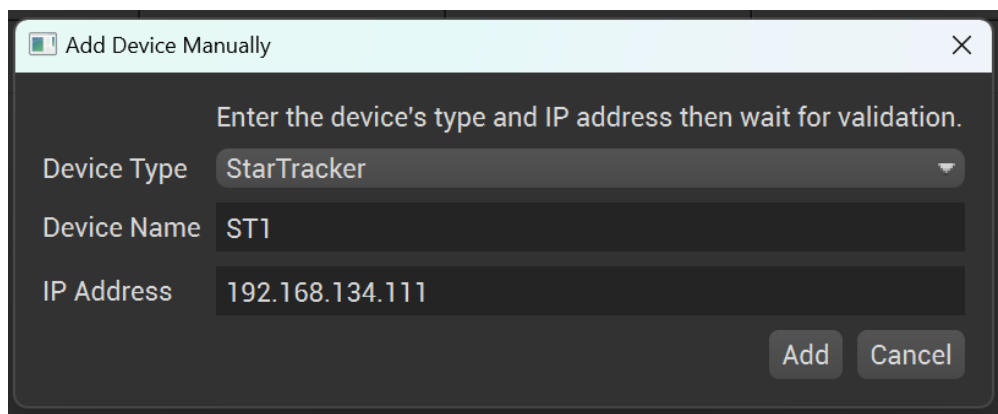 Add Device Manually
Enter the device's type and IP address then wait for validation.
Device Type StarTracker
Device Name ST1
IP Address 192.168.134.111
Add Cancel